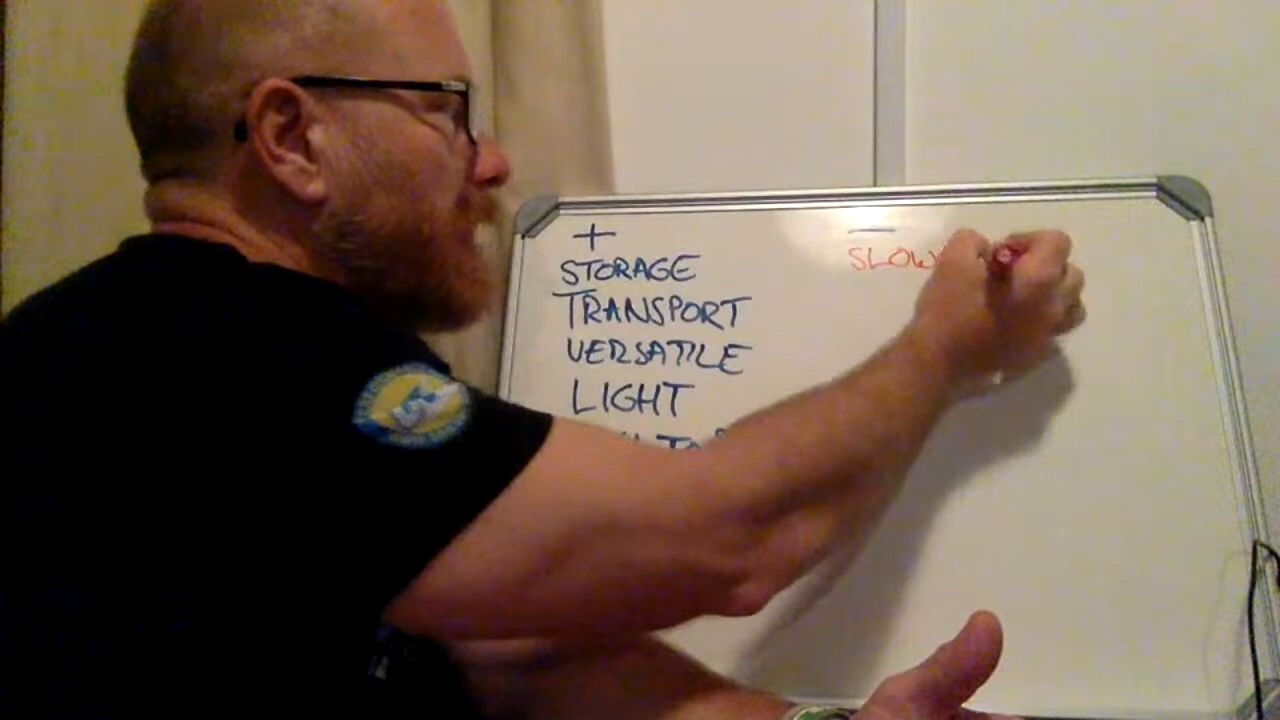 +
STORAGE
TRANSPORT
VERSATILE
LIGHT
-
SLOW